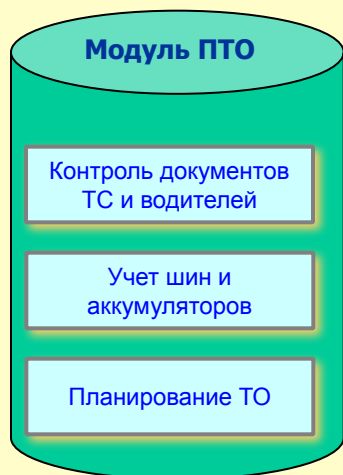 Модуль ПТО
Контроль документов
ТС и водителей
Учет шин и
аккумуляторов
Планирование ТО